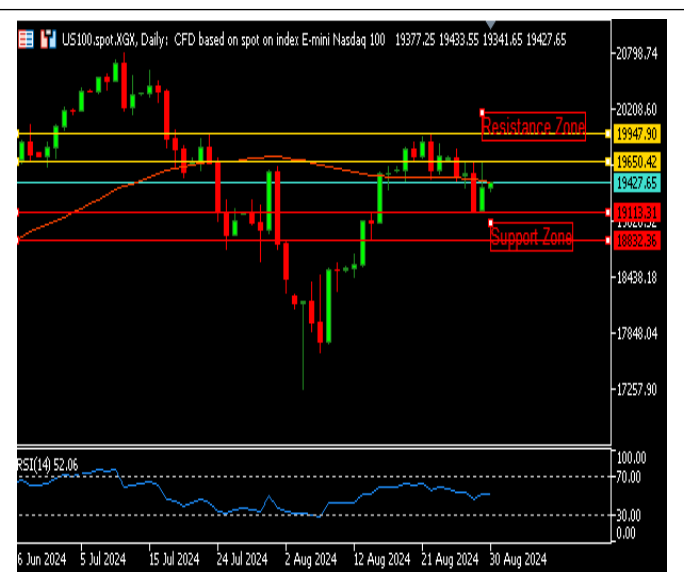 US100.spot.XGX, Daily: CFD based on spot on index E-mini Nasdaq 100 19377.25 19433.55 19341.65 19427.65
20798.74
20208.60
Resistance Zone
19947.90
19650.42
19427.65
19113.31
Support Zone
18832.36
18438.18
17848.04
17257.90
RSI(14) 52.06
100.00
70.00
30.00
0.00
6 Jun 2024 5 Jul 2024 15 Jul 2024 24 Jul 2024 2 Aug 2024 12 Aug 2024 21 Aug 2024 30 Aug 2024